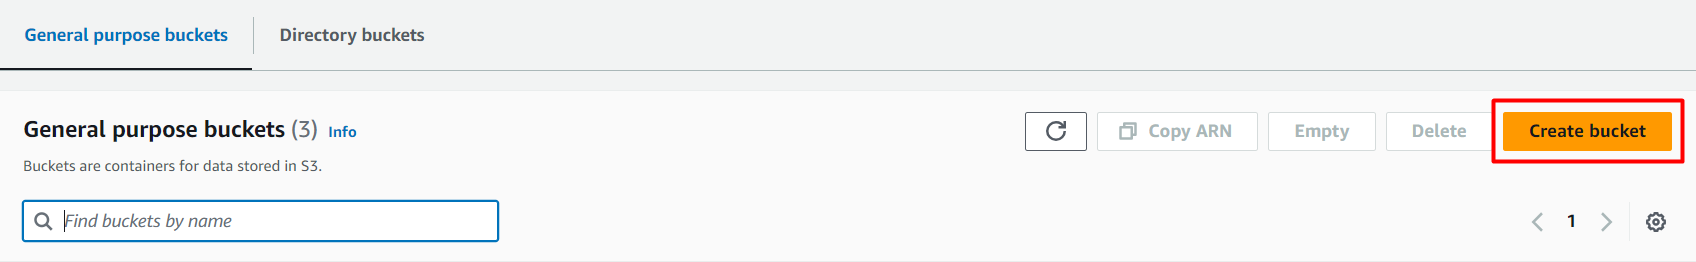 General purpose buckets
Directory buckets
General purpose buckets (3) Info
Copy ARN
Empty
Delete
Create bucket
Buckets are containers for data stored in S3.
Find buckets by name
1